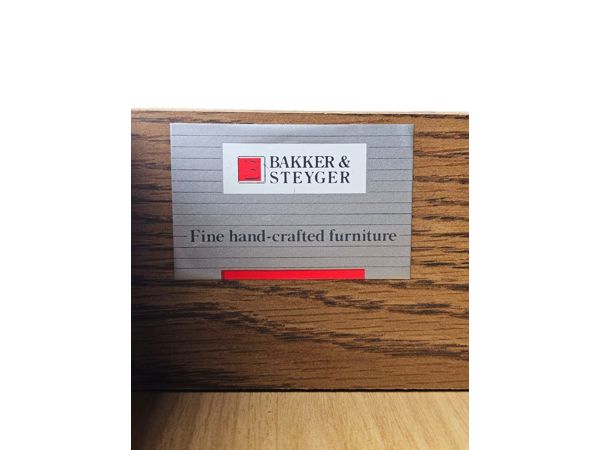 BAKKER &
STEYGER
Fine hand-crafted furniture